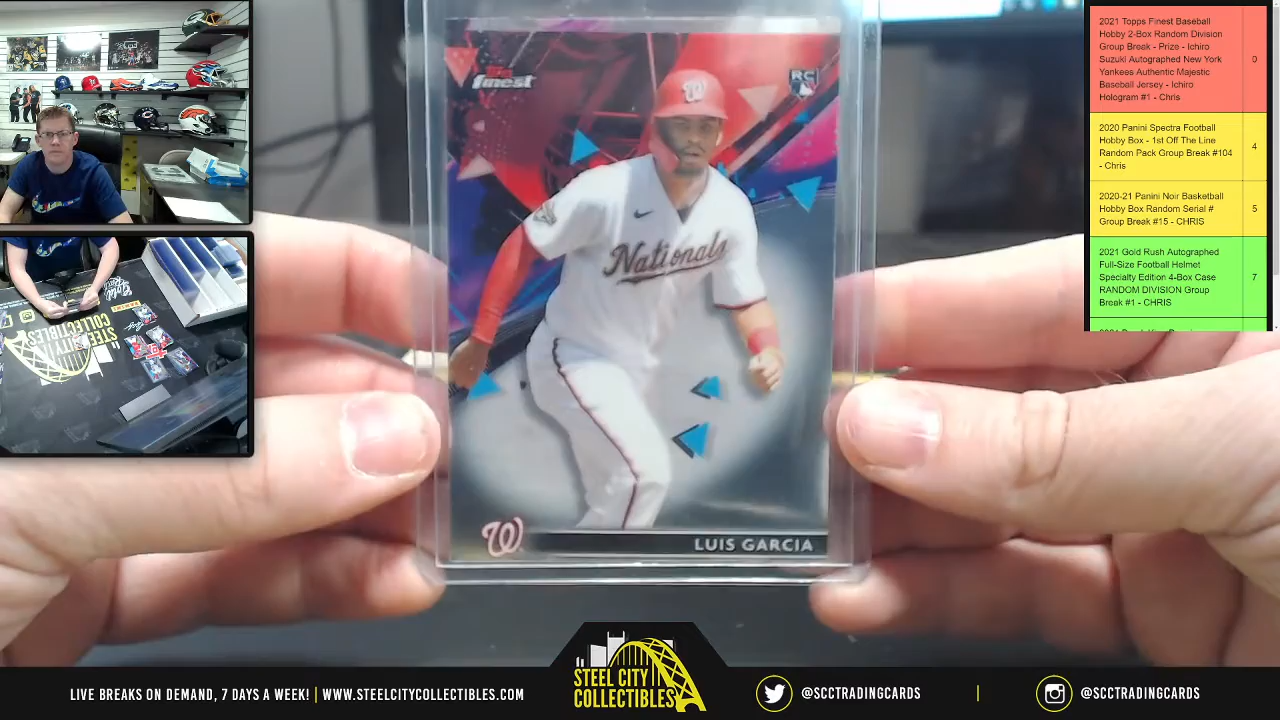 2021 Topps Finest Baseball
Hobby 2-Box Random Division
Group Break - Prize - Ichiro
Suzuki Autographed New York
Yankees Authentic Majestic
Baseball Jersey - Ichiro
Hologram #1 - Chris
0
2020 Panini Spectra Football
Hobby Box - 1st Off The Line
Random Pack Group Break #104
- Chris
4
2020-21 Panini Noir Basketball
Hobby Box Random Serial #
Group Break #15 - CHRIS
5
2021 Gold Rush Autographed
Full-Size Football Helmet
Specialty Edition 4-Box Case
RANDOM DIVISION Group
Break #1 - CHRIS
7
Topps
finest
RC
W
Nationals
W
LUIS GARCIA
STEEL CITY
COLLECTIBLES
STEEL CITY
COLLECTIBLES
LIVE BREAKS ON DEMAND, 7 DAYS A WEEK! | WWW.STEELCITYCOLLECTIBLES.COM
@SCCTRADINGCARDS | @SCCTRADINGCARDS